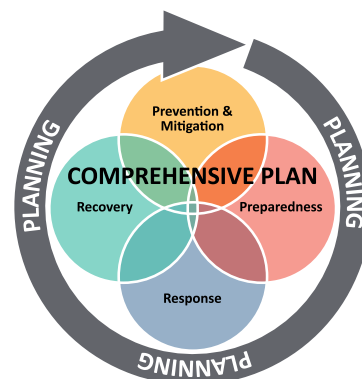 Prevention &
Mitigation
COMPREHENSIVE PLAN
Recovery
Preparedness
Response
PLANNING
PLANNING
PLANNING